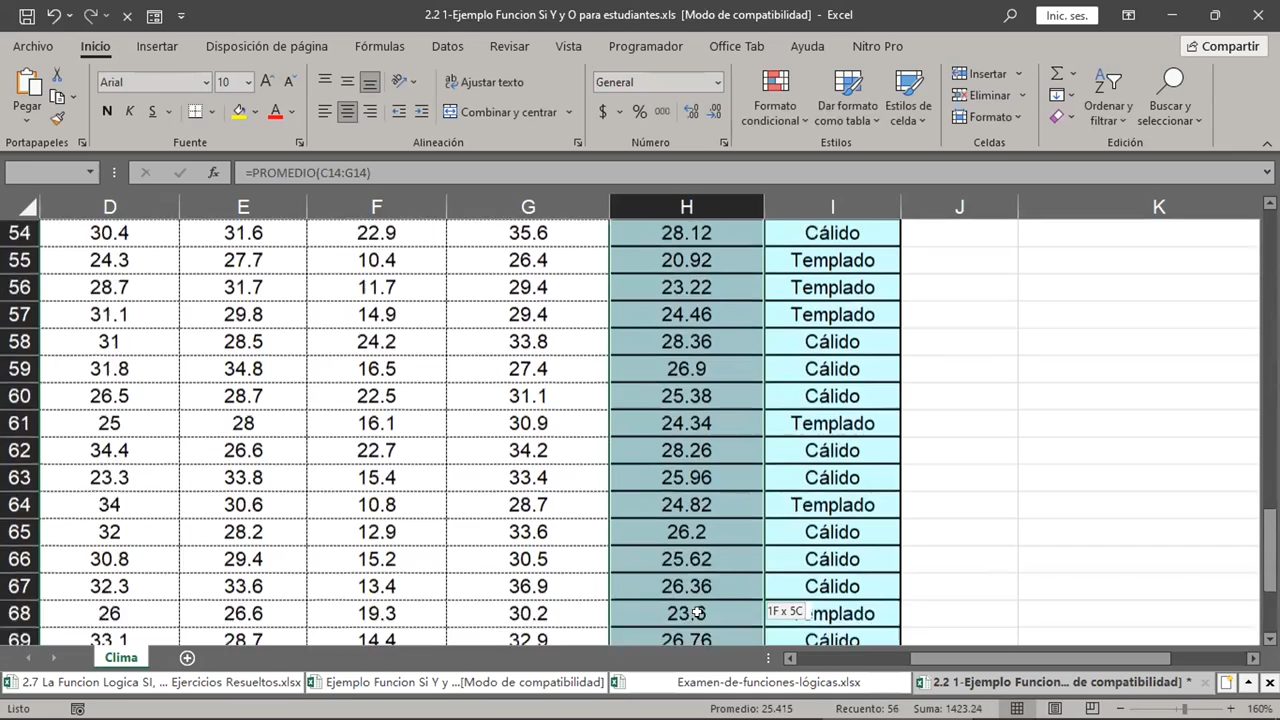 2.2 1-Ejemplo Funcion Si Y y O para estudiantes.xls [Modo de compatibilidad] - Excel
Inic. ses.
Archivo Inicio Insertar Disposición de página Fórmulas Datos Revisar Vista Programador Office Tab Ayuda Nitro Pro Compartir
Pegar
Arial 10
N K S
Ajustar texto
Combinar y centrar
General
$ % 000
Formato condicional
Dar formato como tabla
Estilos de celda
Insertar
Eliminar
Formato
Ordenar y filtrar
Buscar y seleccionar
Portapapeles Fuente Alineación Número Estilos Celdas Edición
=PROMEDIO(C14:G14)
D E F G H I J K
54 30.4 31.6 22.9 35.6 28.12 Cálido
55 24.3 27.7 10.4 26.4 20.92 Templado
56 28.7 31.7 11.7 29.4 23.22 Templado
57 31.1 29.8 14.9 29.4 24.46 Templado
58 31 28.5 24.2 33.8 28.36 Cálido
59 31.8 34.8 16.5 27.4 26.9 Cálido
60 26.5 28.7 22.5 31.1 25.38 Cálido
61 25 28 16.1 30.9 24.34 Templado
62 34.4 26.6 22.7 34.2 28.26 Cálido
63 23.3 33.8 15.4 33.4 25.96 Cálido
64 34 30.6 10.8 28.7 24.82 Templado
65 32 28.2 12.9 33.6 26.2 Cálido
66 30.8 29.4 15.2 30.5 25.62 Cálido
67 32.3 33.6 13.4 36.9 26.36 Cálido
68 26 26.6 19.3 30.2 1F x 5C
69 33.1 28.7 14.4 32.9 26.76 Cálido
Clima
2.7 La Funcion Logica SI, ... Ejercicios Resueltos.xlsx Ejemplo Funcion Si Y y ...[Modo de compatibilidad] Examen-de-funciones-lógicas.xlsx 2.2 1-Ejemplo Funcion... de compatibilidad] *
Listo Promedio: 25.415 Recuento: 56 Suma: 1423.24 160%